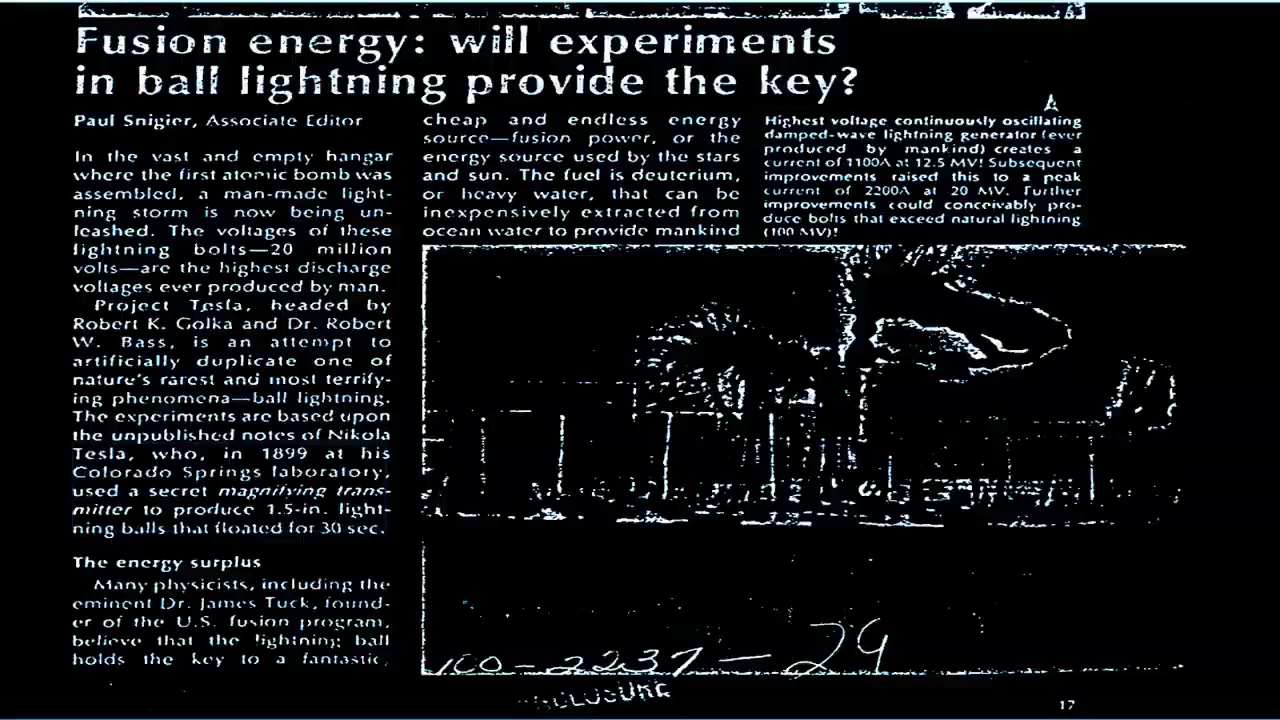 Fusion energy: will experiments
in ball lightning provide the key?
Paul Snigier, Associate Editor
In the vast and empty hangar
where the first atomic bomb was
assembled, a man-made light-
ning storm is now being un-
leashed. The voltages of these
lightning bolts—20 million
volts—are the highest discharge
voltages ever produced by man.
Project Tesla, headed by
Robert K. Golka and Dr. Robert
W. Bass, is an attempt to
artificially duplicate one of
nature's rarest and most terrify-
ing phenomena—ball lightning.
The experiments are based upon
the unpublished notes of Nikola
Tesla, who, in 1899 at his
Colorado Springs laboratory,
used a secret magnifying trans-
mitter to produce 1.5-in. light-
ning balls that floated for 30 sec.
The energy surplus
Many physicists, including the
eminent Dr. James Tuck, found-
er of the U.S. fusion program,
believe that the lightning ball
holds the key to a fantastic,
cheap and endless energy
source—fusion power, or the
energy source used by the stars
and sun. The fuel is deuterium,
or heavy water, that can be
inexpensively extracted from
ocean water to provide mankind
Highest voltage continuously oscillating
damped-wave lightning generator (ever
produced by mankind) creates a
current of 1100A at 12.5 MV! Subsequent
improvements raised this to a peak
current of 2200A at 20 MV. Further
improvements could conceivably pro-
duce bolts that exceed natural lightning
(100 MV)!
100-2237-29
17